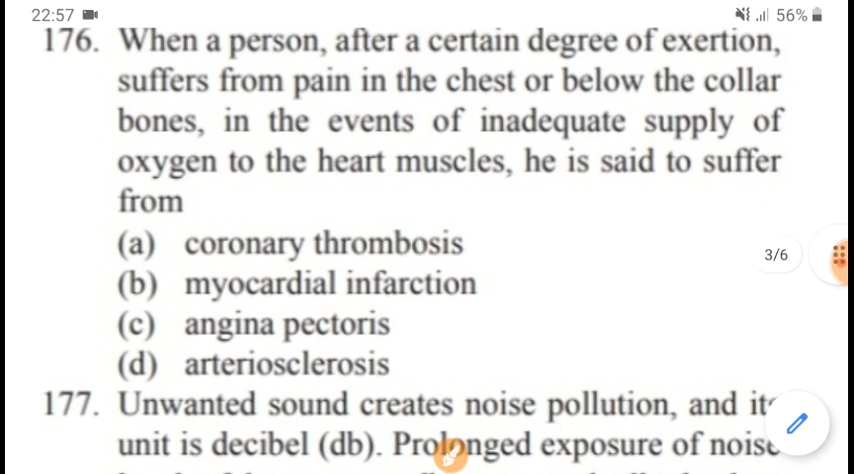 22:57 56%
176. When a person, after a certain degree of exertion,
suffers from pain in the chest or below the collar
bones, in the events of inadequate supply of
oxygen to the heart muscles, he is said to suffer
from
(a) coronary thrombosis
3/6
(b) myocardial infarction
(c) angina pectoris
(d) arteriosclerosis
177. Unwanted sound creates noise pollution, and its
unit is decibel (db). Prolonged exposure of noise